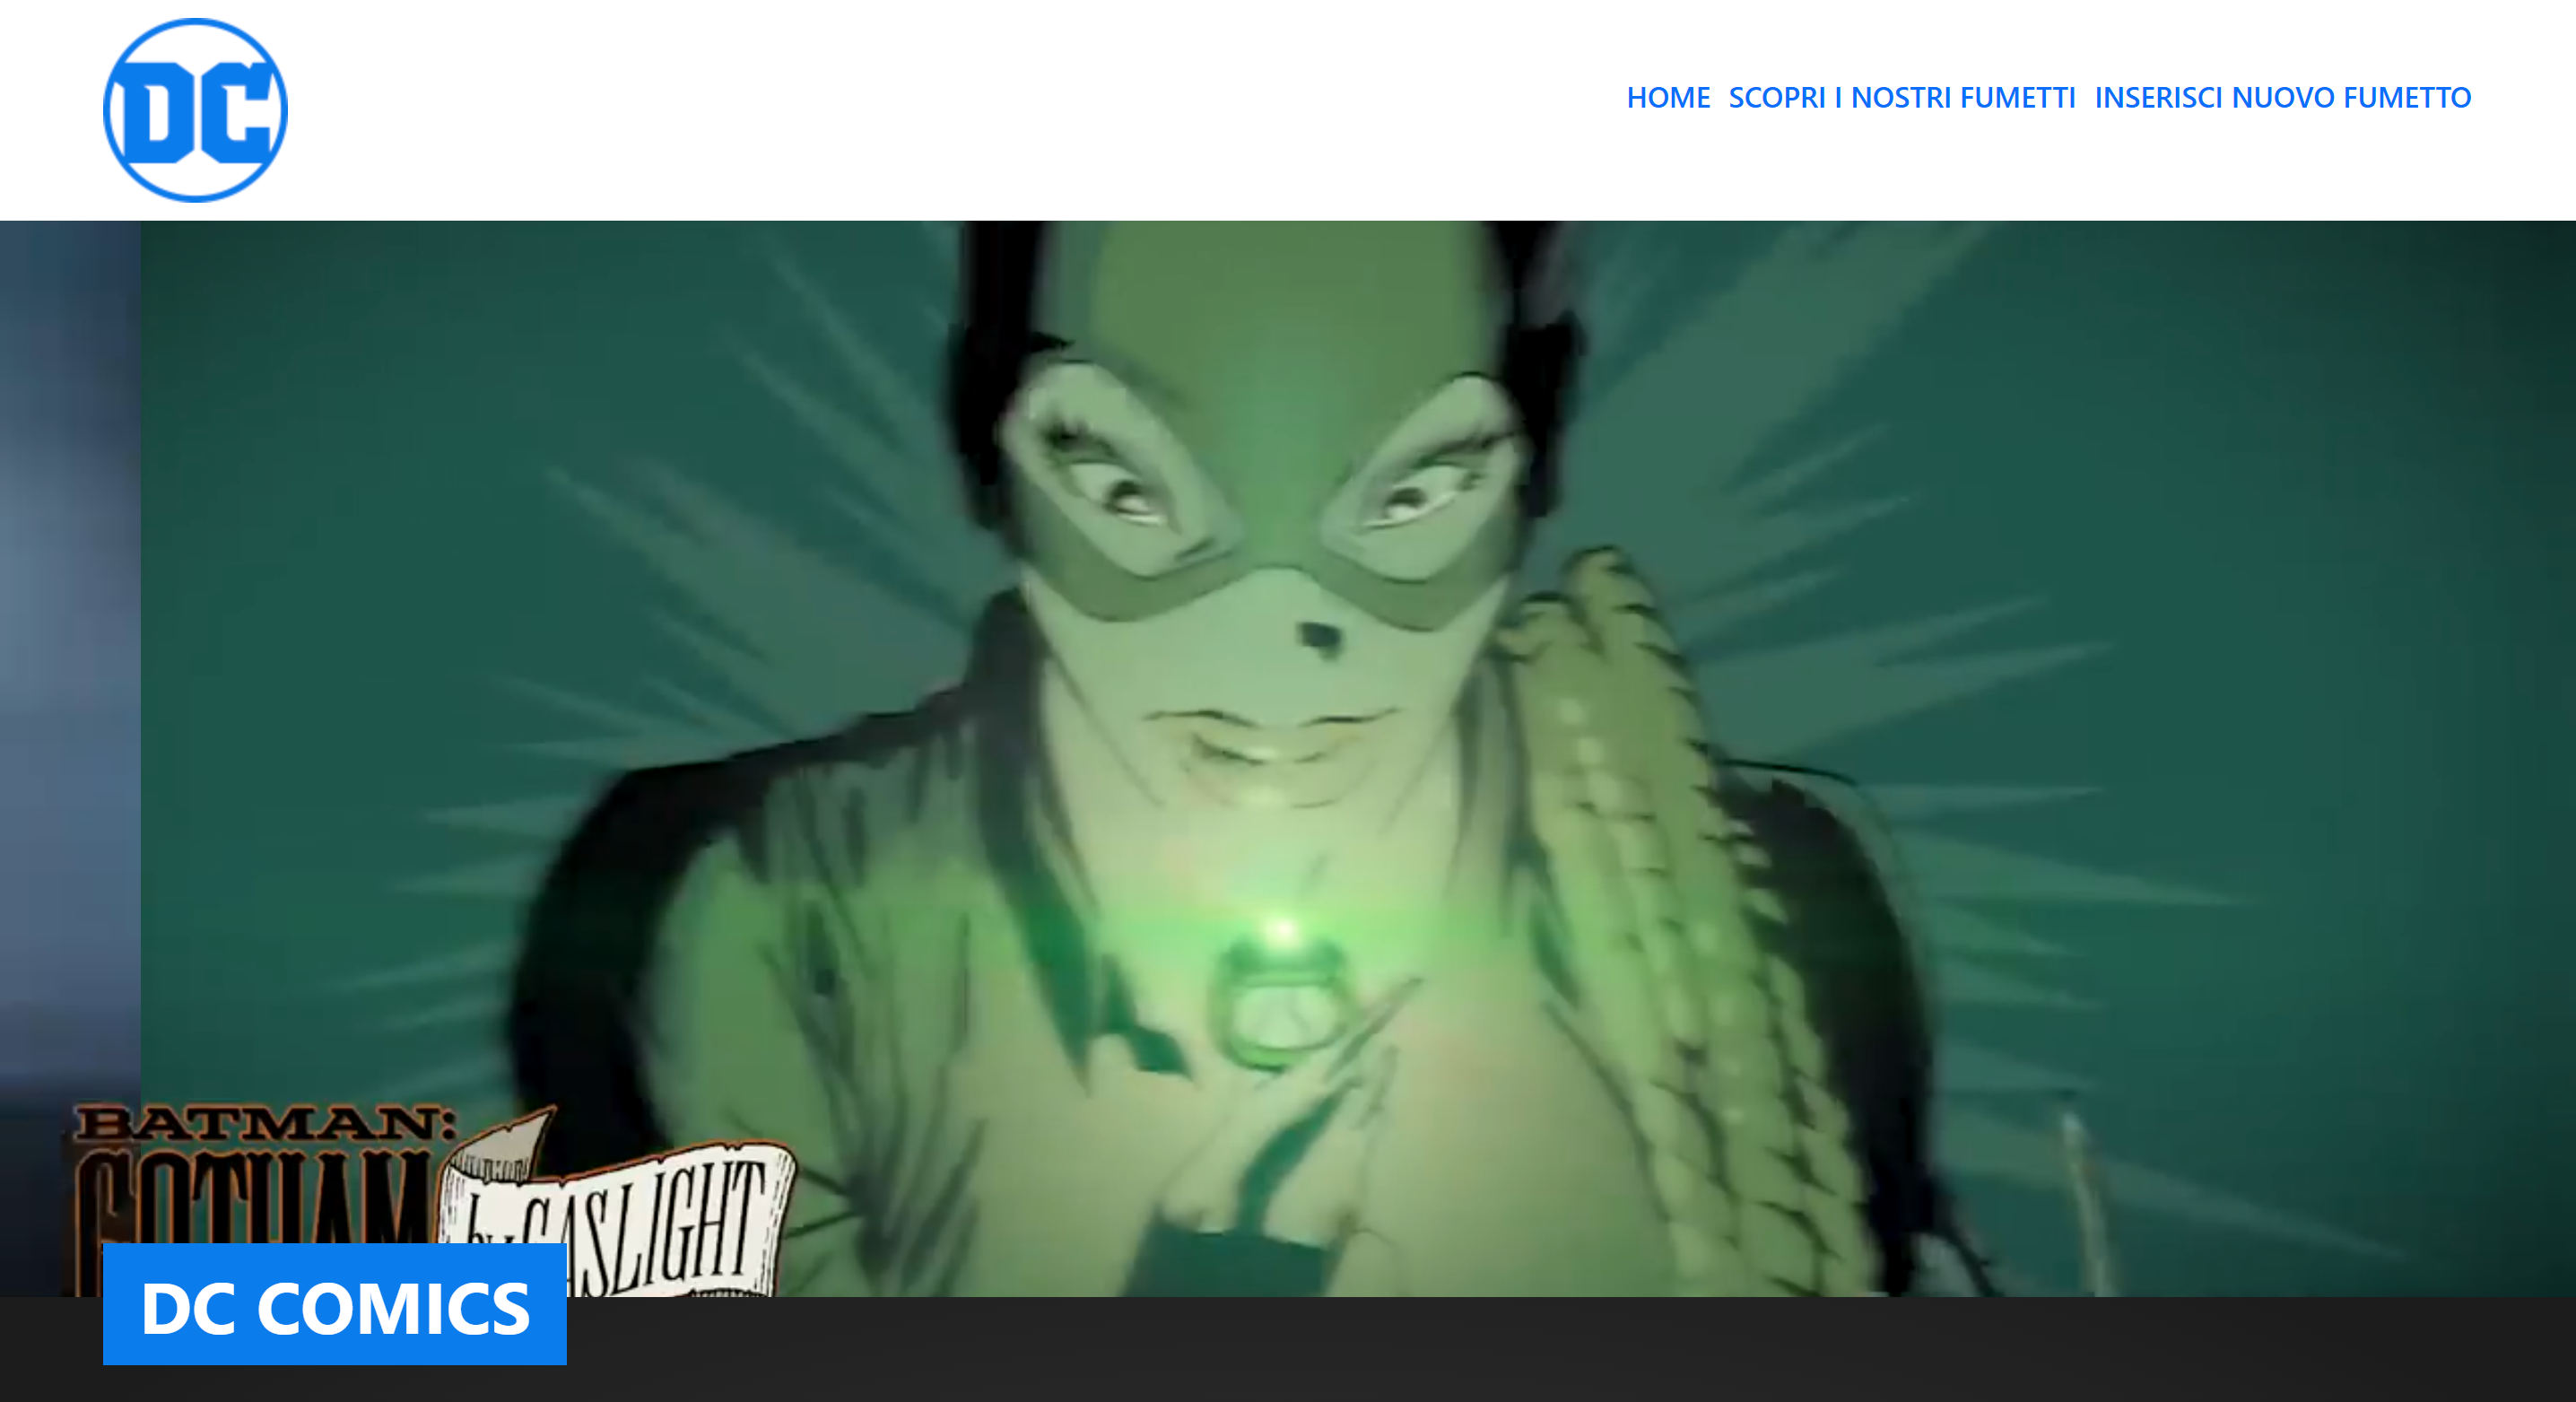 DC
HOME SCOPRI I NOSTRI FUMETTI INSERISCI NUOVO FUMETTO
BATMAN:
GOTHAM
by GASLIGHT
DC COMICS